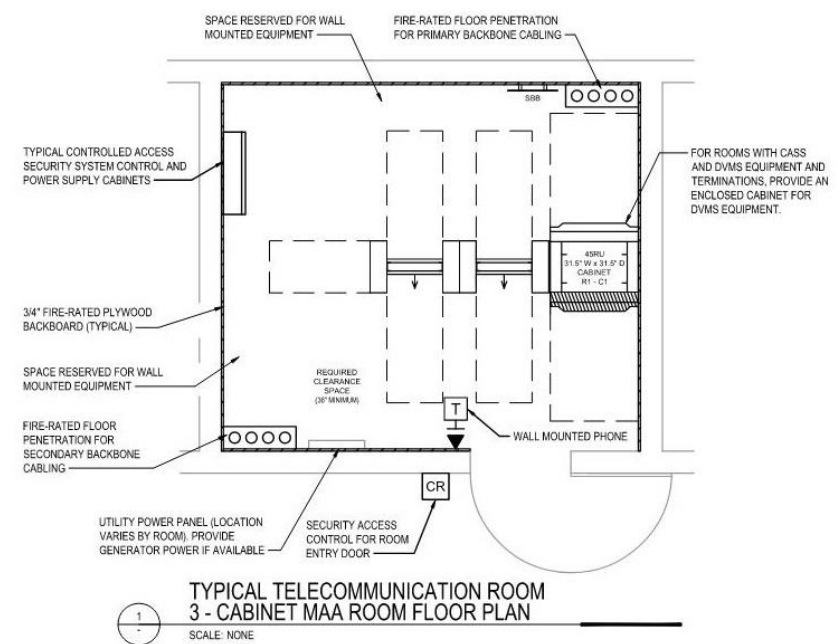 SPACE RESERVED FOR WALL
MOUNTED EQUIPMENT
FIRE-RATED FLOOR PENETRATION
FOR PRIMARY BACKBONE CABLING
SBB
TYPICAL CONTROLLED ACCESS
SECURITY SYSTEM CONTROL AND
POWER SUPPLY CABINETS
FOR ROOMS WITH CASS
AND DVMS EQUIPMENT AND
TERMINATIONS, PROVIDE AN
ENCLOSED CABINET FOR
DVMS EQUIPMENT.
45RU
31.5" W x 31.5" D
CABINET
R1 - C1
3/4" FIRE-RATED PLYWOOD
BACKBOARD (TYPICAL)
SPACE RESERVED FOR WALL
MOUNTED EQUIPMENT
REQUIRED
CLEARANCE
SPACE
(36" MINIMUM)
T
WALL MOUNTED PHONE
FIRE-RATED FLOOR
PENETRATION FOR
SECONDARY BACKBONE
CABLING
CR
UTILITY POWER PANEL (LOCATION
VARIES BY ROOM). PROVIDE
GENERATOR POWER IF AVAILABLE
SECURITY ACCESS
CONTROL FOR ROOM
ENTRY DOOR
1
-
TYPICAL TELECOMMUNICATION ROOM
3 - CABINET MAA ROOM FLOOR PLAN
SCALE: NONE